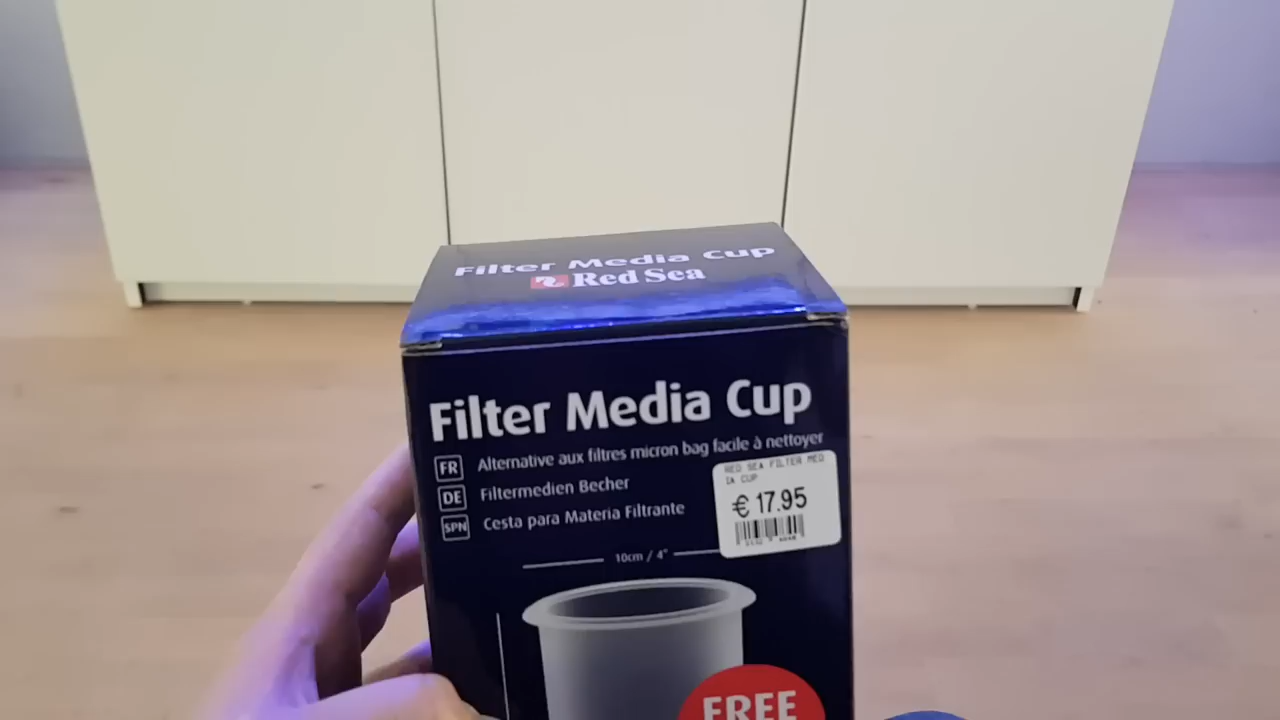 Filter Media Cup
Red Sea
Filter Media Cup
FR Alternative aux filtres micron bag facile à nettoyer
DE Filtermedien Becher
SPN Cesta para Materia Filtrante
RED SEA FILTER MED
IA CUP
€ 17.95
10cm / 4"
FREE